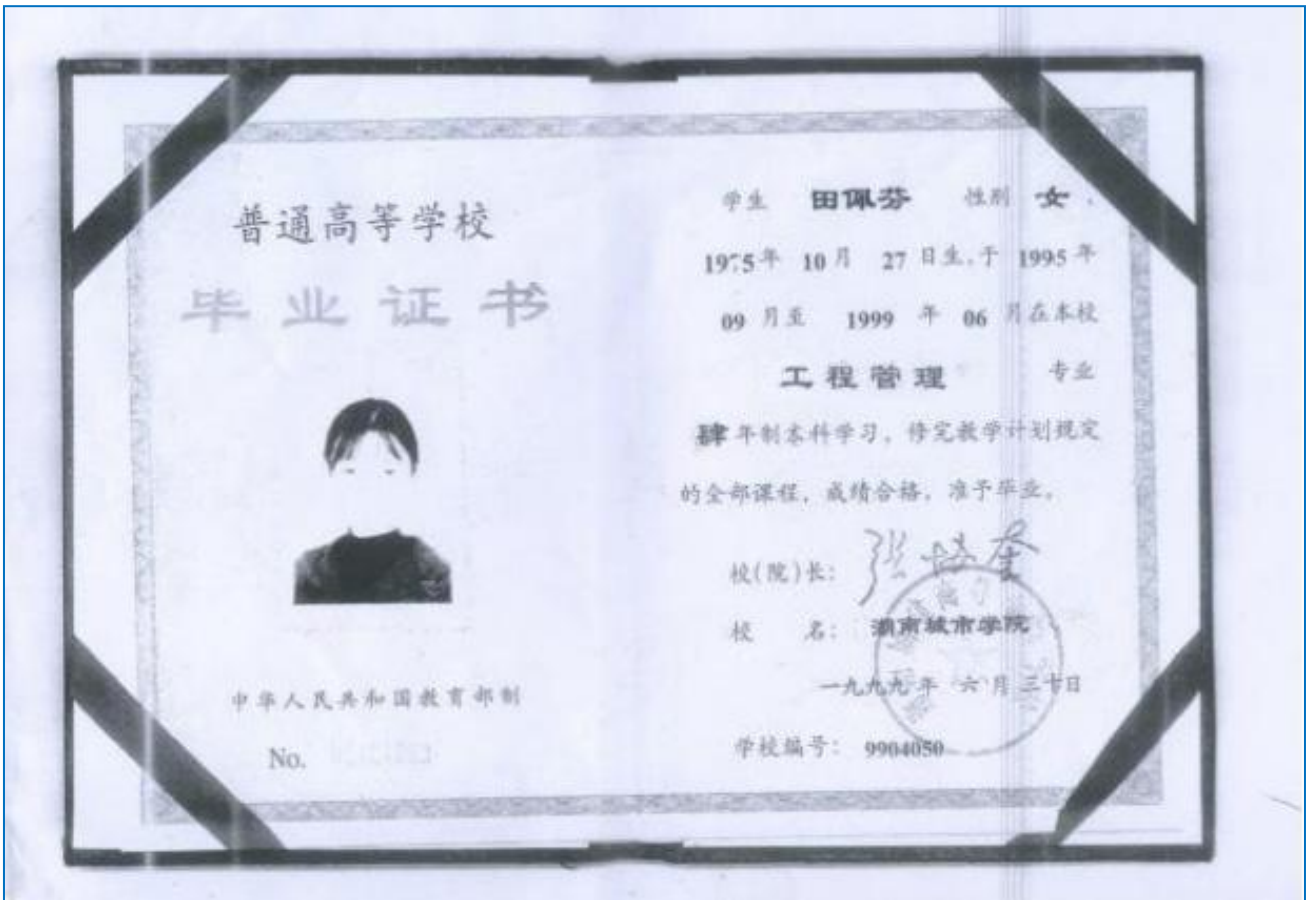 普通高等学校
毕业证书
中华人民共和国教育部制
No.
学生 田佩芬 性别 女，
1975年 10月 27日生，于 1995年
09 月至 1999 年 06 月在本校
工程管理 专业
肆年制本科学习，修完教学计划规定
的全部课程，成绩合格，准予毕业。
校(院)长：
校 名： 湖南城市学院
一九九九年 六月三十日
学校编号： 9904050